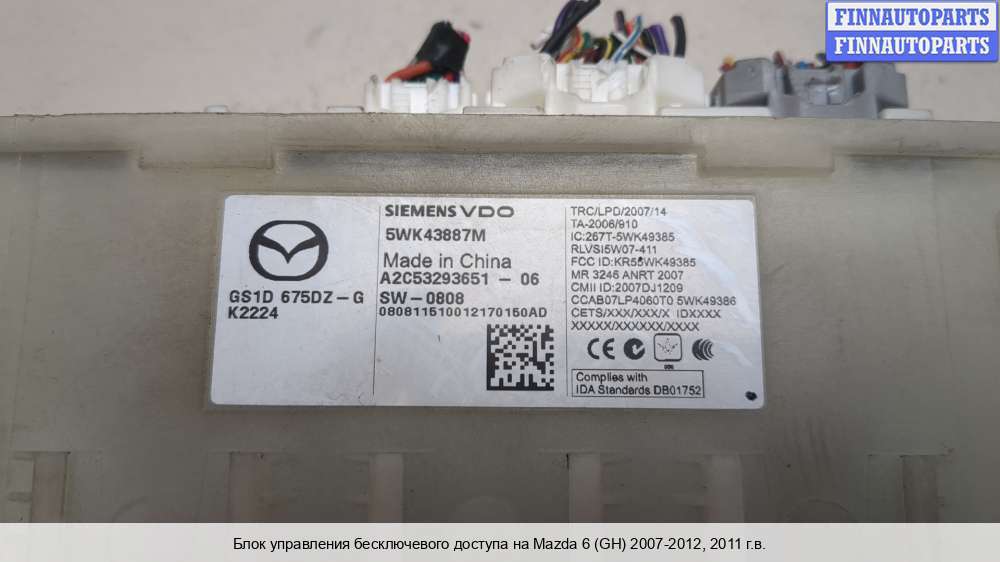 FINNAUTOPARTS
FINNAUTOPARTS
GS1D 675DZ-G
K2224
SIEMENS VDO
5WK43887M
Made in China
A2C53293651 - 06
SW-0808
080811510012170150AD
TRC/LPD/2007/14
TA-2006/910
IC:267T-5WK49385
RLVSI5W07-411
FCC ID:KR55WK49385
MR 3246 ANRT 2007
CMII ID:2007DJ1209
CCAB07LP4060T0 5WK49386
CETS/XXX/XXX/X IDXXXX
XXXXX/XXXXXX/XXXX
CE
Complies with
IDA Standards DB01752
Блок управления бесключевого доступа на Mazda 6 (GH) 2007-2012, 2011 г.в.